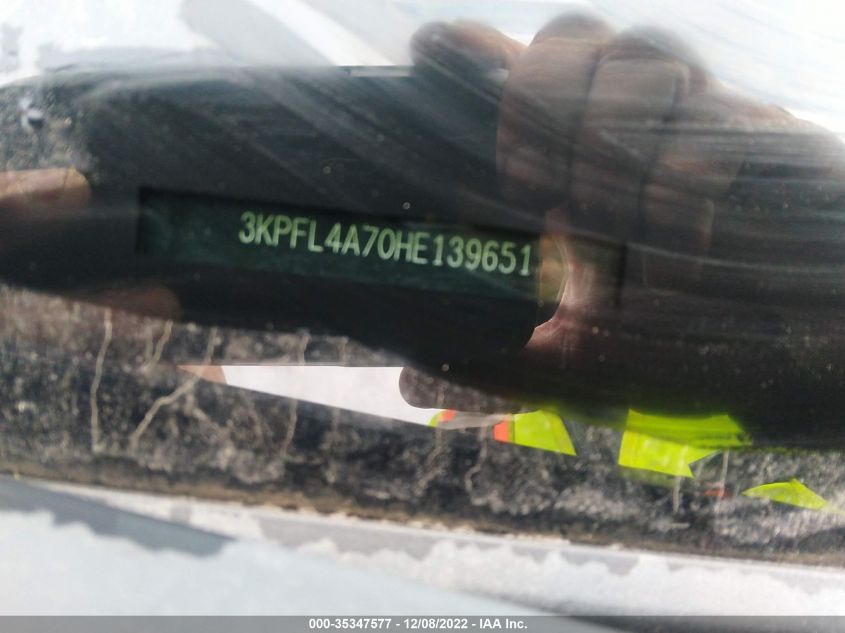 3KPFL4A70HE139651
000-35347577 - 12/08/2022 - IAA Inc.